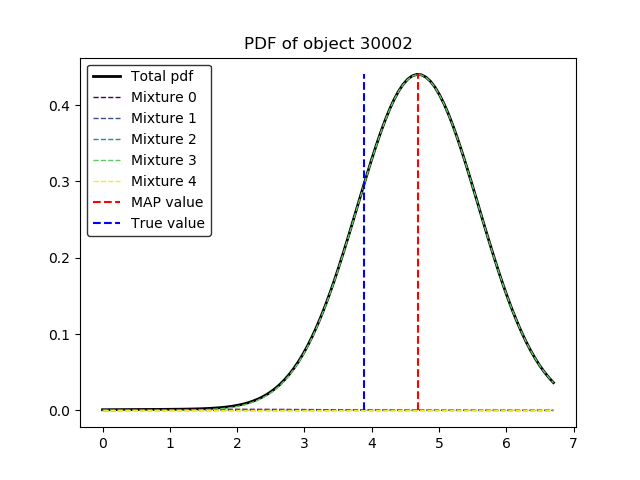 PDF of object 30002
Total pdf
Mixture 0
Mixture 1
Mixture 2
Mixture 3
Mixture 4
MAP value
True value
0.4
0.3
0.2
0.1
0.0
0 1 2 3 4 5 6 7